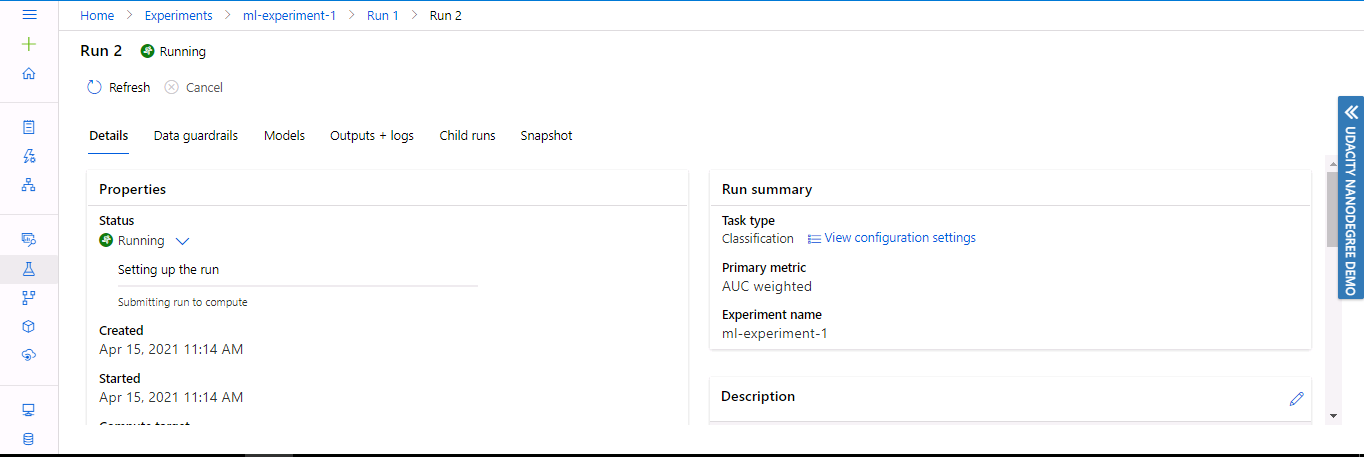 Home > Experiments > ml-experiment-1 > Run 1 > Run 2
Run 2 Running
Refresh Cancel
Details Data guardrails Models Outputs + logs Child runs Snapshot
Properties
Status
Running
Setting up the run
Submitting run to compute
Created
Apr 15, 2021 11:14 AM
Started
Apr 15, 2021 11:14 AM
Compute target
Run summary
Task type
Classification View configuration settings
Primary metric
AUC weighted
Experiment name
ml-experiment-1
Description
UDACITY NANODEGREE DEMO